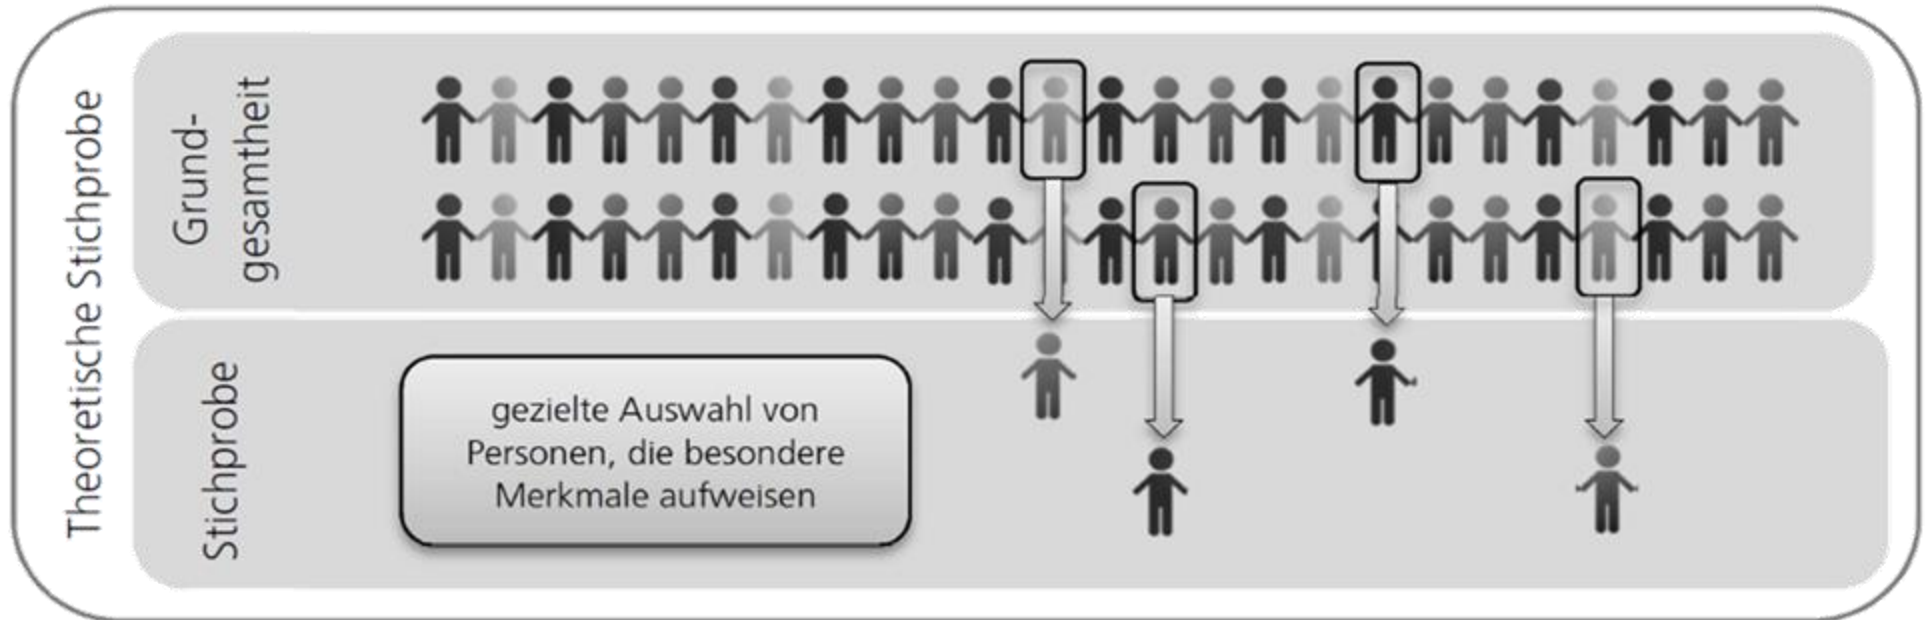 Theoretische Stichprobe
Grund-
gesamtheit
Stichprobe
gezielte Auswahl von
Personen, die besondere
Merkmale aufweisen